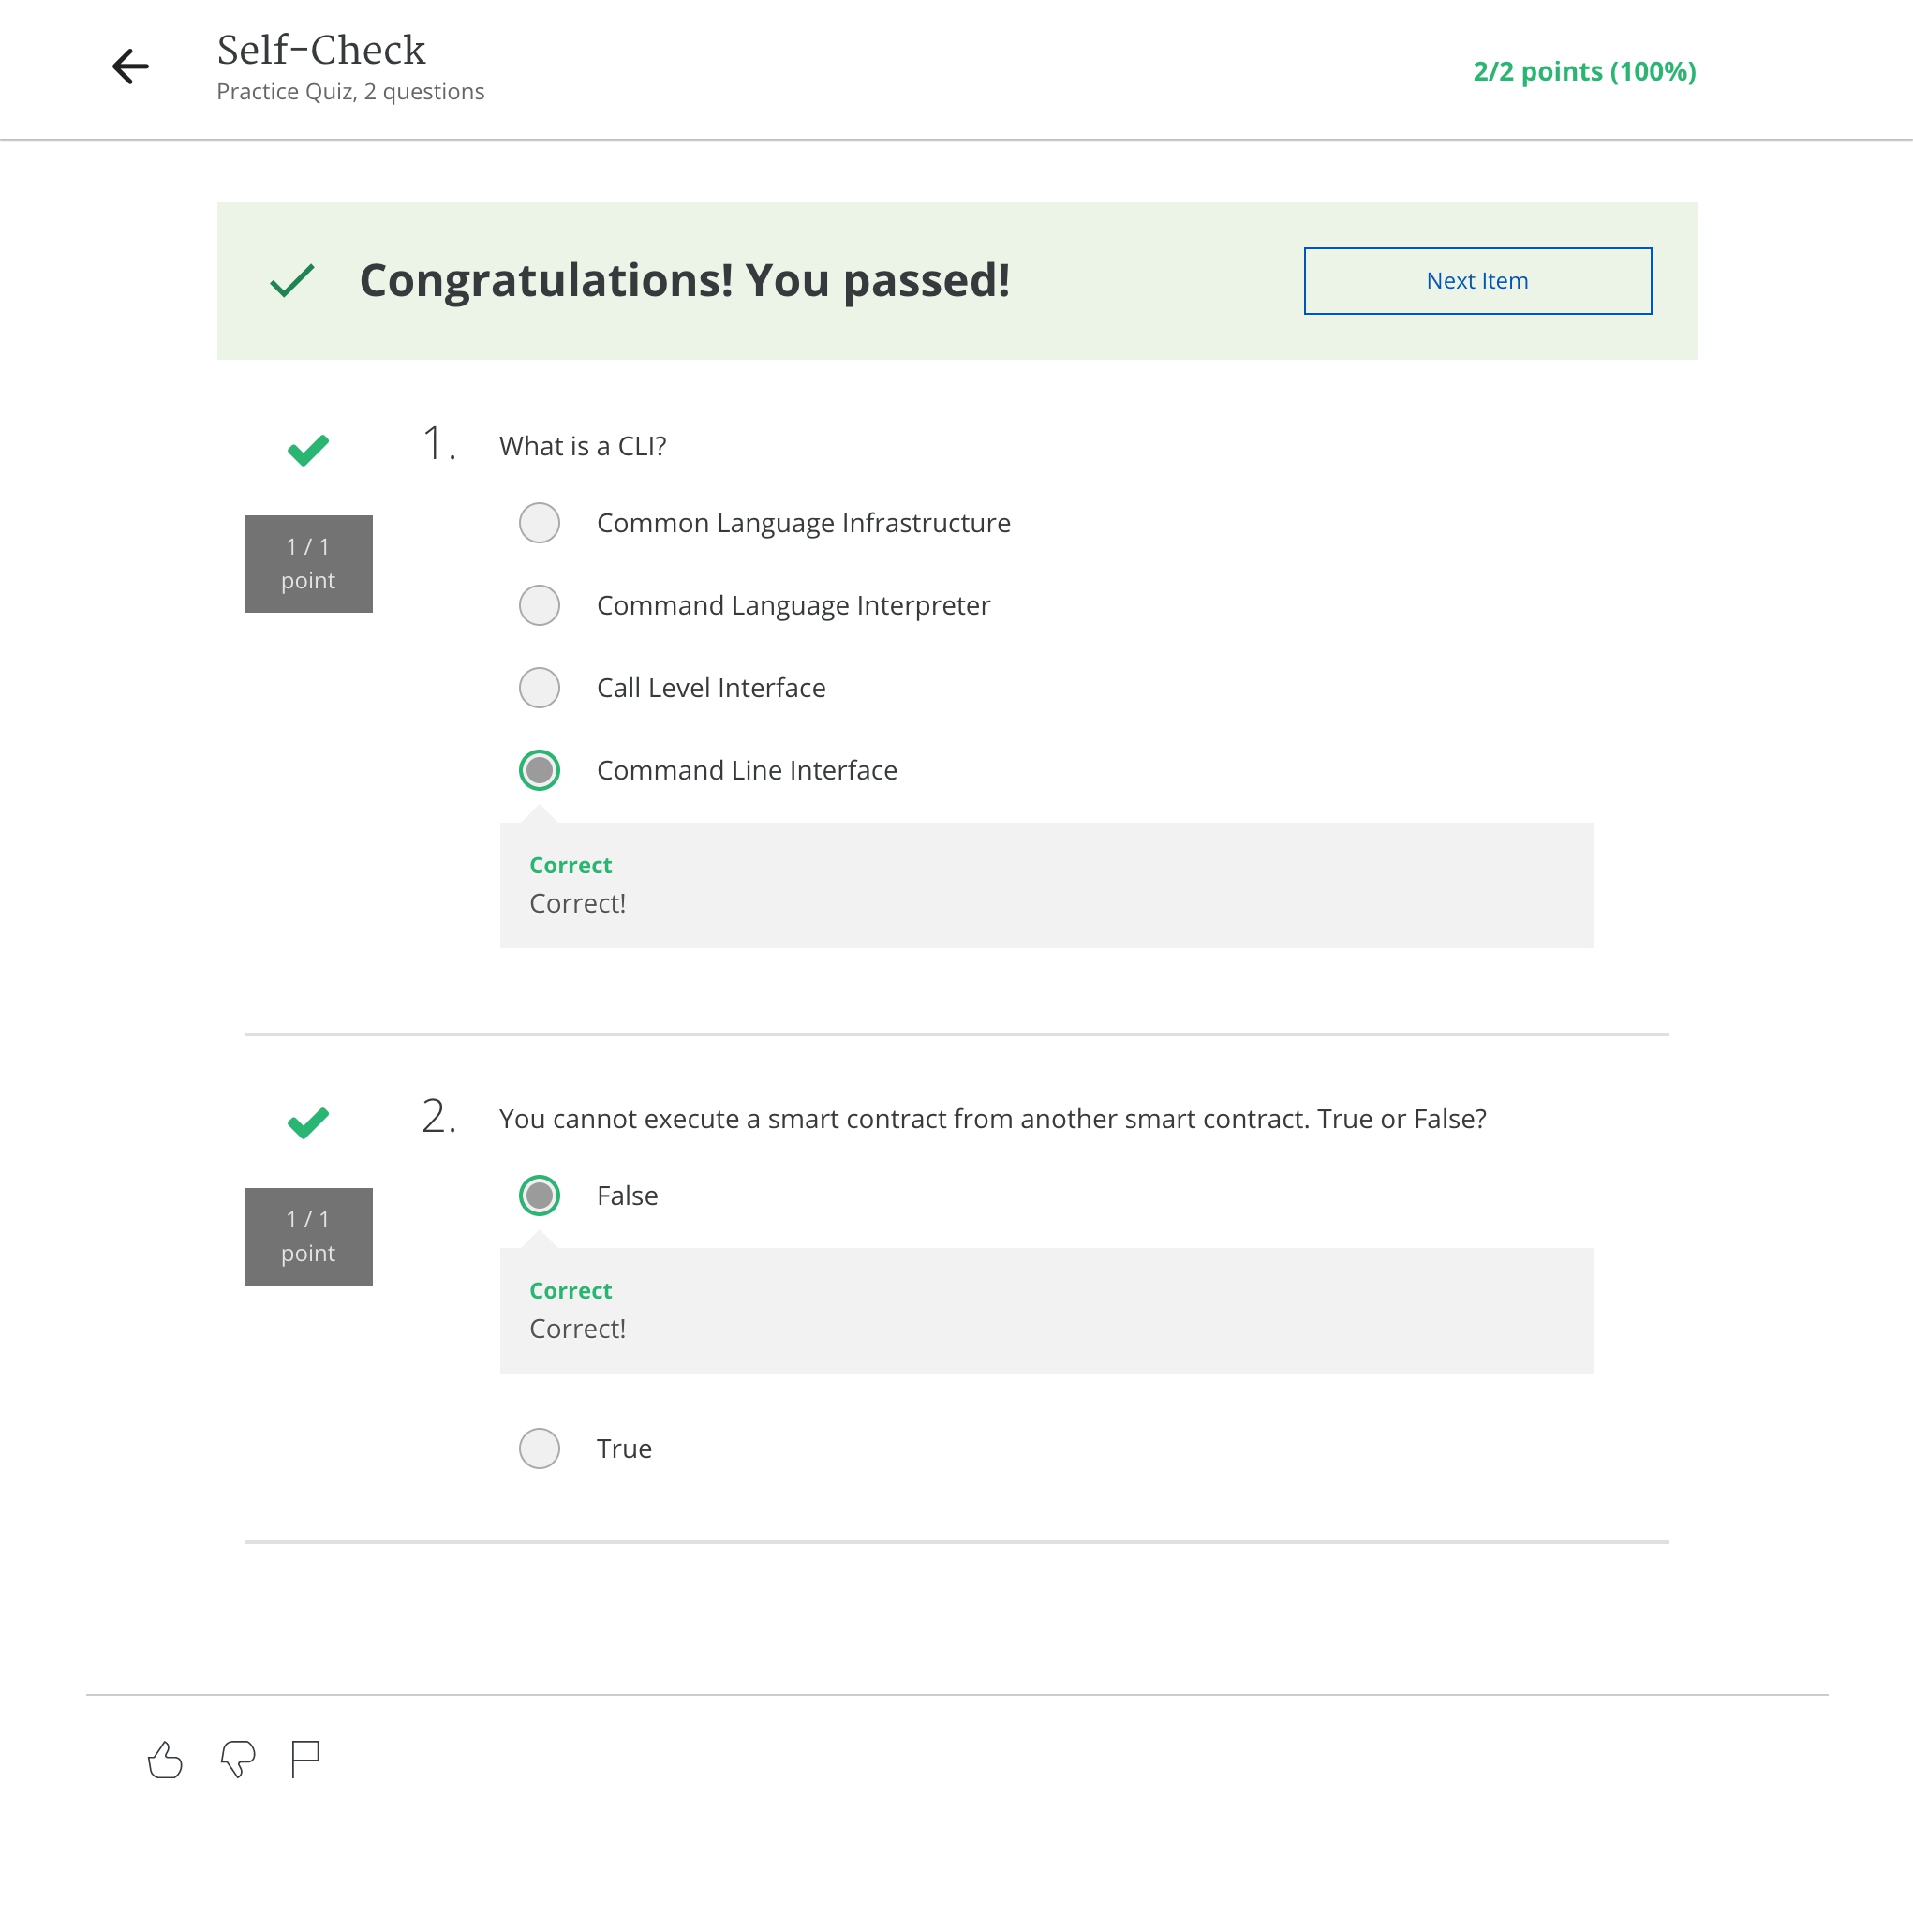 Self-Check
Practice Quiz, 2 questions
2/2 points (100%)
Congratulations! You passed!
Next Item
1 / 1
point
1.
What is a CLI?
Common Language Infrastructure
Command Language Interpreter
Call Level Interface
Command Line Interface
Correct
Correct!
1 / 1
point
2.
You cannot execute a smart contract from another smart contract. True or False?
False
Correct
Correct!
True